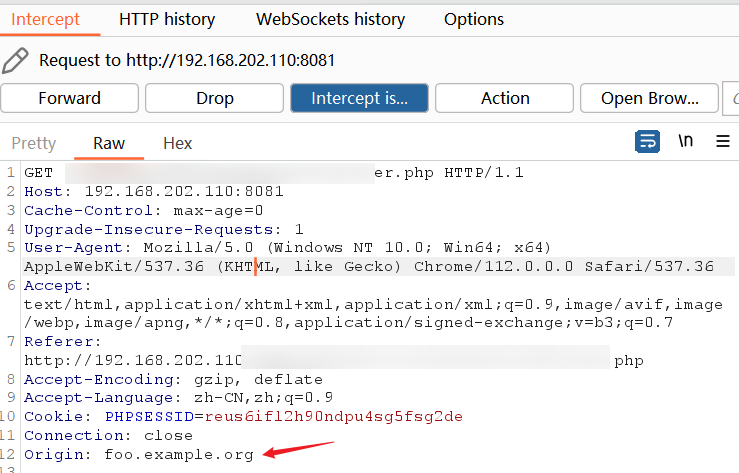 Intercept HTTP history WebSockets history Options
Request to http://192.168.202.110:8081
Forward Drop Intercept is... Action Open Brow...
Pretty Raw Hex \n
1 GET er.php HTTP/1.1
2 Host: 192.168.202.110:8081
3 Cache-Control: max-age=0
4 Upgrade-Insecure-Requests: 1
5 User-Agent: Mozilla/5.0 (Windows NT 10.0; Win64; x64)
AppleWebKit/537.36 (KHTML, like Gecko) Chrome/112.0.0.0 Safari/537.36
6 Accept:
text/html,application/xhtml+xml,application/xml;q=0.9,image/avif,image
/webp,image/apng,*/*;q=0.8,application/signed-exchange;v=b3;q=0.7
7 Referer:
http://192.168.202.110 php
8 Accept-Encoding: gzip, deflate
9 Accept-Language: zh-CN,zh;q=0.9
10 Cookie: PHPSESSID=reus6ifl2h90ndpu4sg5fsg2de
11 Connection: close
12 Origin: foo.example.org
13